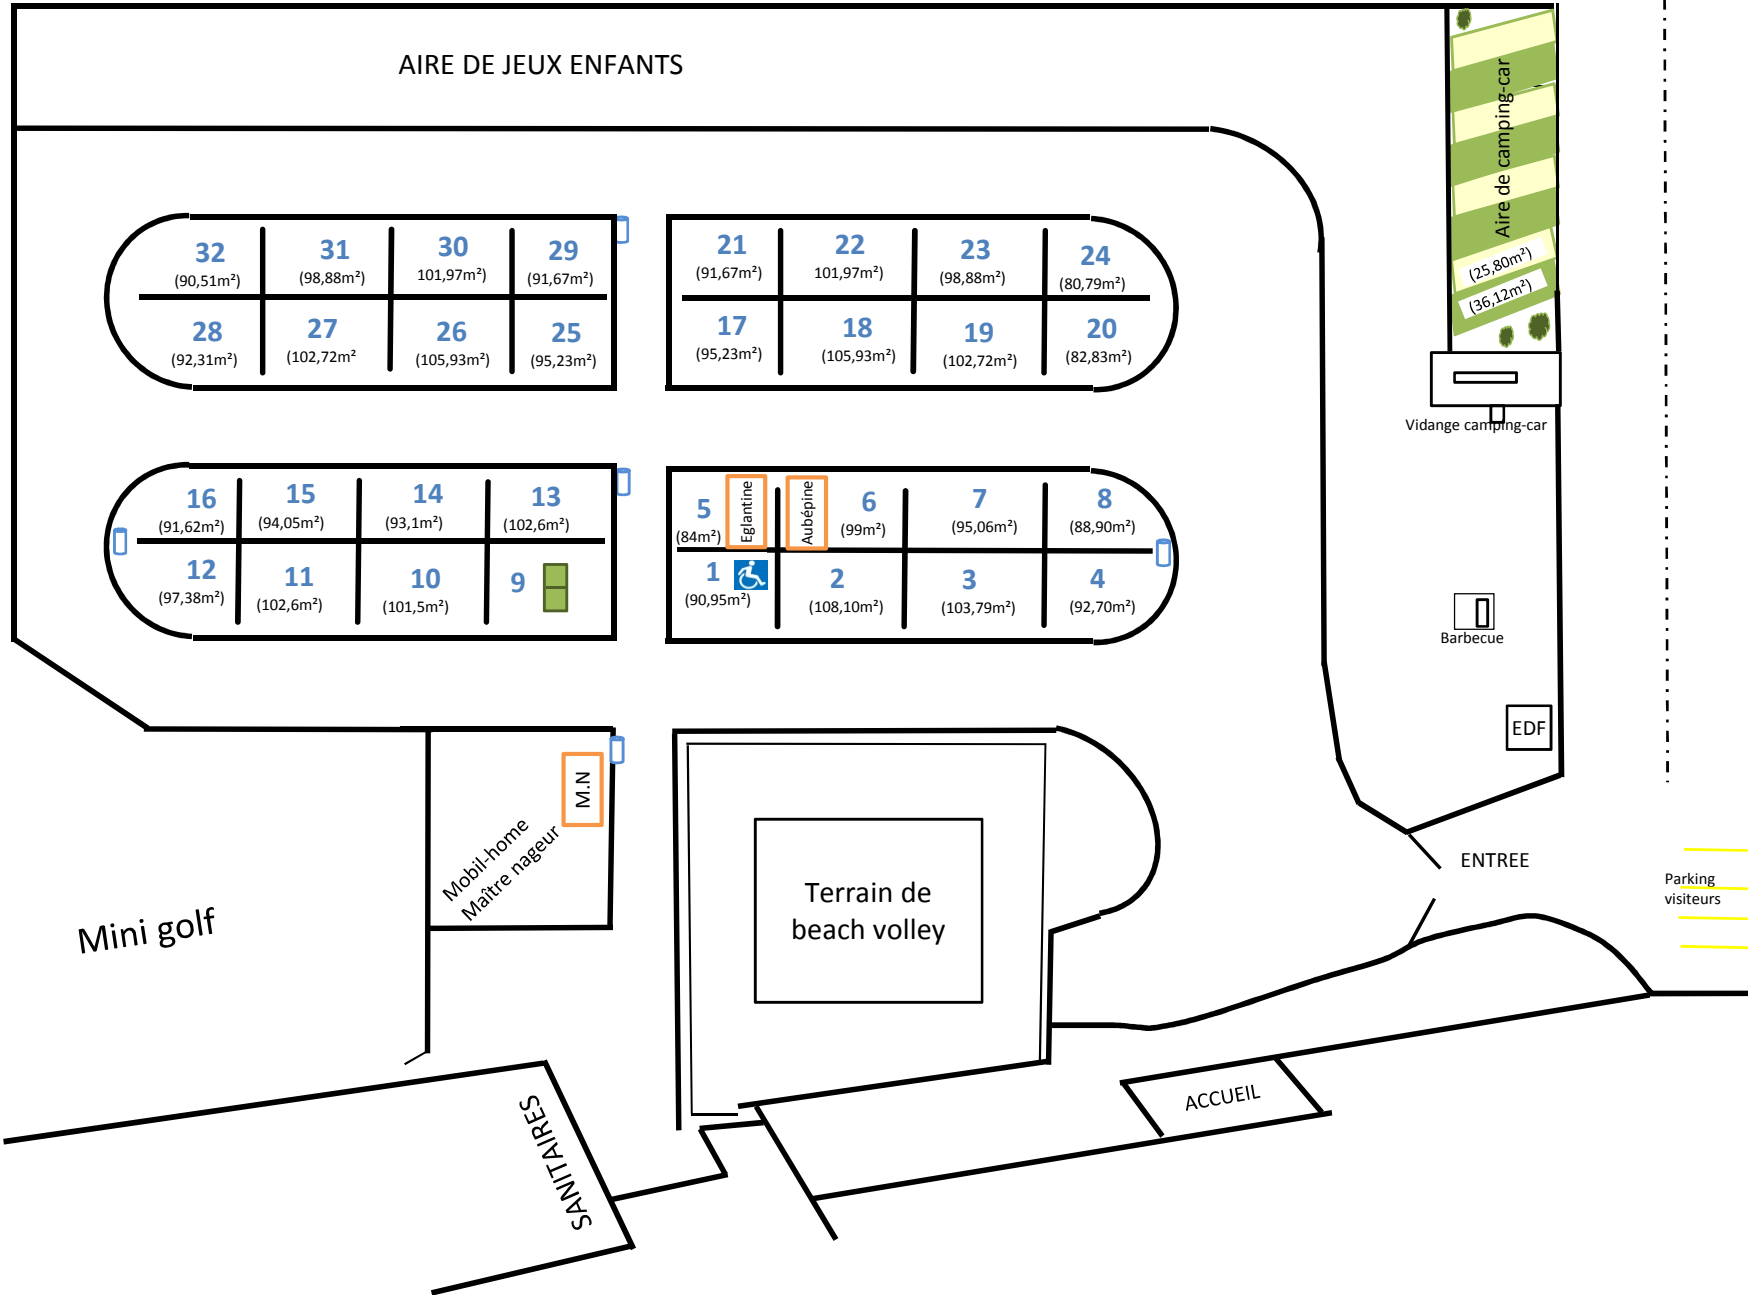 AIRE DE JEUX ENFANTS
Aire de camping-car
(25,80m²)
(36,12m²)
Vidange camping-car
32
(90,51m²)
31
(98,88m²)
30
101,97m²)
29
(91,67m²)
28
(92,31m²)
27
(102,72m²
26
(105,93m²)
25
(95,23m²)
21
(91,67m²)
22
101,97m²)
23
(98,88m²)
24
(80,79m²)
17
(95,23m²)
18
(105,93m²)
19
(102,72m²)
20
(82,83m²)
16
(91,62m²)
15
(94,05m²)
14
(93,1m²)
13
(102,6m²)
12
(97,38m²)
11
(102,6m²)
10
(101,5m²)
9
5
(84m²)
Eglantine
Aubépine
6
(99m²)
7
(95,06m²)
8
(88,90m²)
1
(90,95m²)
2
(108,10m²)
3
(103,79m²)
4
(92,70m²)
Barbecue
EDF
M.N
Mobil-home
Maître nageur
Mini golf
Terrain de
beach volley
ENTREE
Parking
visiteurs
ACCUEIL
SANITAIRES